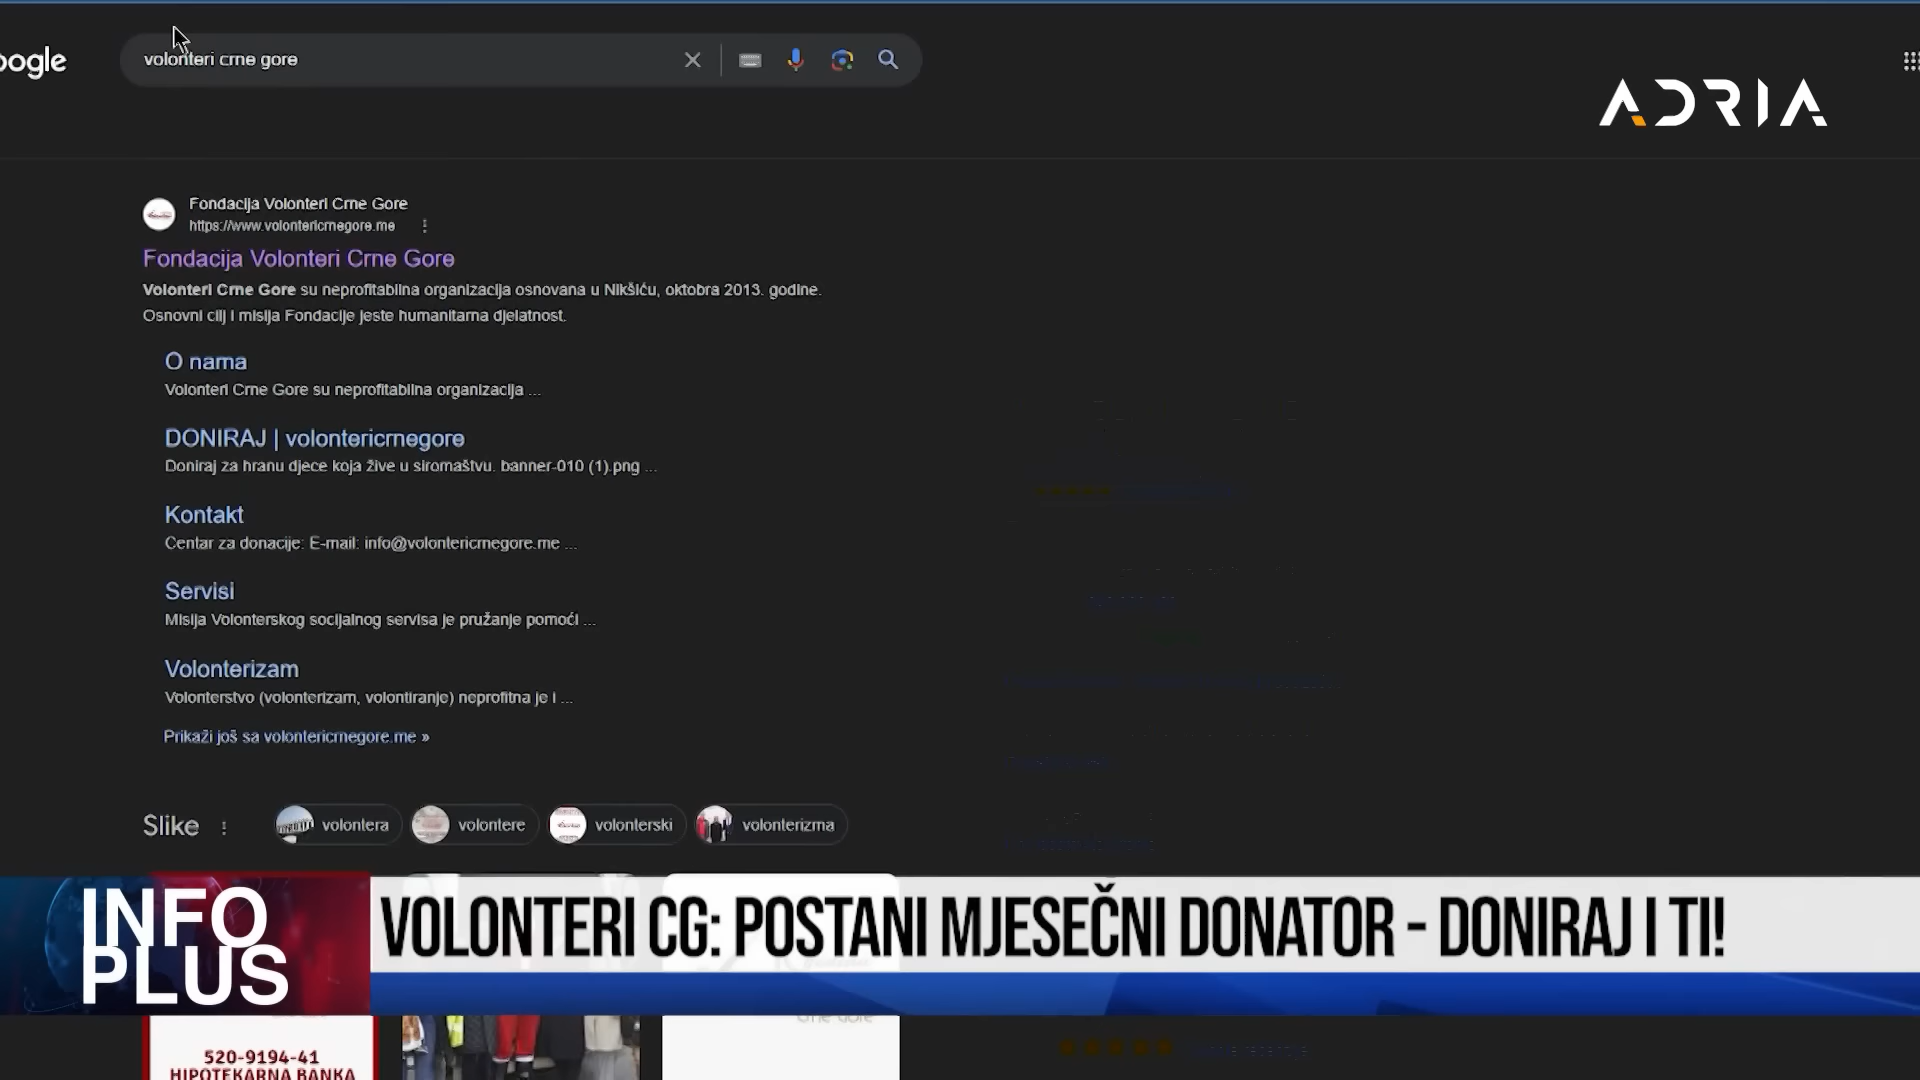 oogle
volonteri crne gore
ADRIA
Fondacija Volonteri Crne Gore
https://www.volontericrnegore.me
Fondacija Volonteri Crne Gore
Volonteri Crne Gore su neprofitabilna organizacija osnovana u Nikšiću, oktobra 2013. godine.
Osnovni cilj i misija Fondacije jeste humanitarna djelatnost.
O nama
Volonteri Crne Gore su neprofitabilna organizacija ...
DONIRAJ | volontericrnegore
Doniraj za hranu djece koja žive u siromaštvu. banner-010 (1).png ...
Kontakt
Centar za donacije: E-mail: info@volontericrnegore.me ...
Servisi
Misija Volonterskog socijalnog servisa je pružanje pomoći ...
Volonterizam
Volonterstvo (volonterizam, volontiranje) neprofitna je i ...
Prikaži još sa volontericrnegore.me »
Slike
volontera
volontere
volonterski
volonterizma
INFO
PLUS
VOLONTERI CG: POSTANI MJESEČNI DONATOR - DONIRAJ I TI!
crne gore
520-9194-41
HIPOTEKARNA BANKA